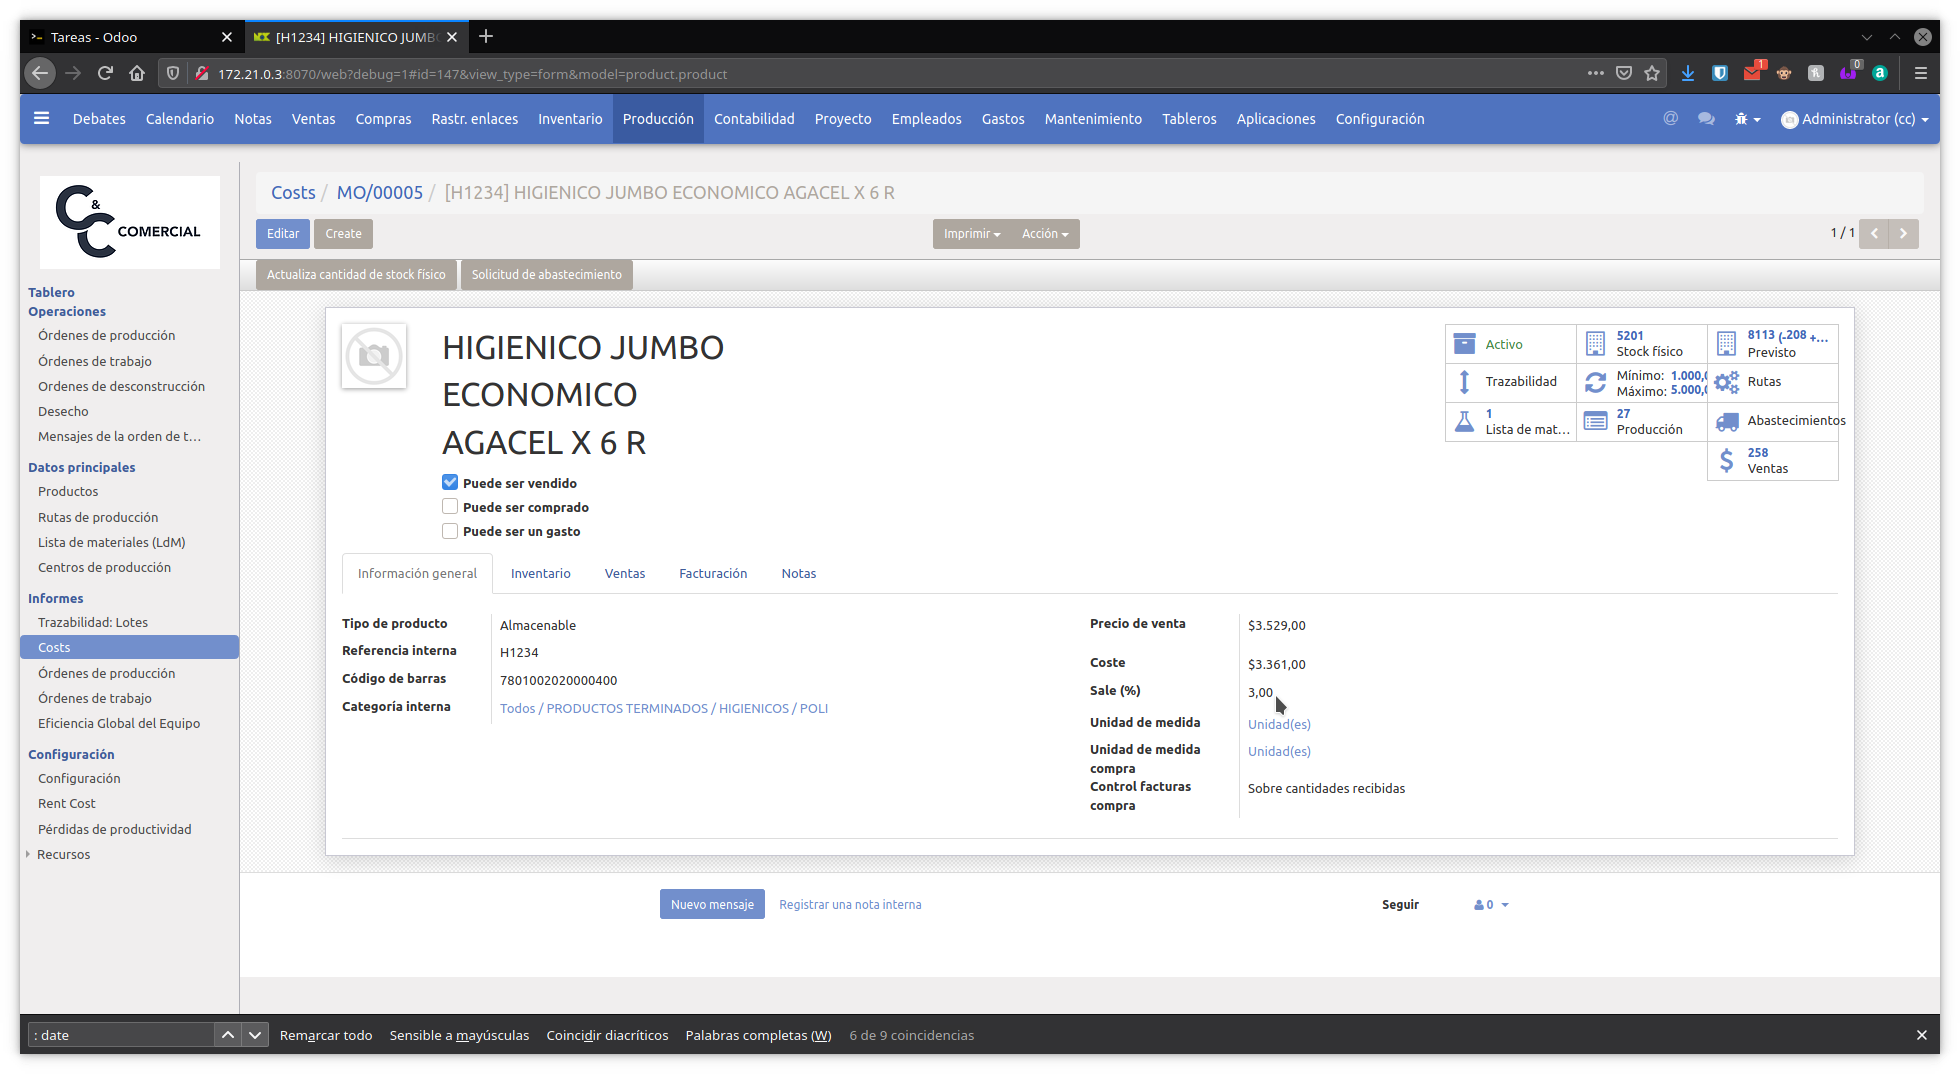 Tareas - Odoo
[H1234] HIGIENICO JUMB
172.21.0.3:8070/web?debug=1#id=147&view_type=form&model=product.product
1
0
Debates Calendario Notas Ventas Compras Rastr. enlaces Inventario Producción Contabilidad Proyecto Empleados Gastos Mantenimiento Tableros Aplicaciones Configuración
@ Administrator (cc)
C&C COMERCIAL
Tablero
Operaciones
Órdenes de producción
Órdenes de trabajo
Ordenes de desconstrucción
Desecho
Mensajes de la orden de t...
Datos principales
Productos
Rutas de producción
Lista de materiales (LdM)
Centros de producción
Informes
Trazabilidad: Lotes
Costs
Órdenes de producción
Órdenes de trabajo
Eficiencia Global del Equipo
Configuración
Configuración
Rent Cost
Pérdidas de productividad
Recursos
Costs / MO/00005 / [H1234] HIGIENICO JUMBO ECONOMICO AGACEL X 6 R
Editar Create
Imprimir Acción
1 / 1
Actualiza cantidad de stock físico Solicitud de abastecimiento
HIGIENICO JUMBO
ECONOMICO
AGACEL X 6 R
Activo
5201
Stock físico
8113 (-208 +...
Previsto
Trazabilidad
Mínimo: 1.000,0
Máximo: 5.000,0
Rutas
1
Lista de mat...
27
Producción
Abastecimientos
258
Ventas
Puede ser vendido
Puede ser comprado
Puede ser un gasto
Información general Inventario Ventas Facturación Notas
Tipo de producto Almacenable
Referencia interna H1234
Código de barras 7801002020000400
Categoría interna Todos / PRODUCTOS TERMINADOS / HIGIENICOS / POLI
Precio de venta $3.529,00
Coste $3.361,00
Sale (%) 3,00
Unidad de medida Unidad(es)
Unidad de medida compra Unidad(es)
Control facturas compra Sobre cantidades recibidas
Nuevo mensaje Registrar una nota interna
Seguir 0
: date
Remarcar todo Sensible a mayúsculas Coincidir diacríticos Palabras completas (W) 6 de 9 coincidencias